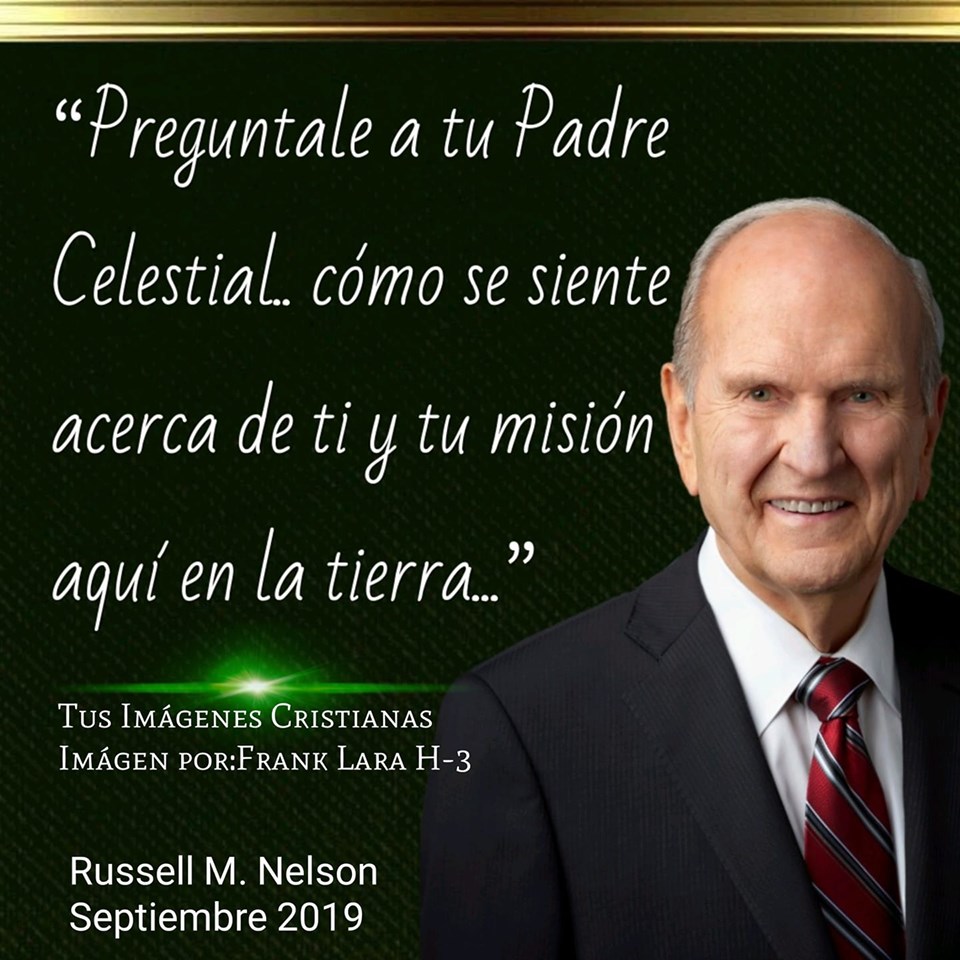 “Preguntale a tu Padre
Celestial.. cómo se siente
acerca de ti y tu misión
aquí en la tierra...”
Tus Imágenes Cristianas
Imágen por:Frank Lara H-3
Russell M. Nelson
Septiembre 2019